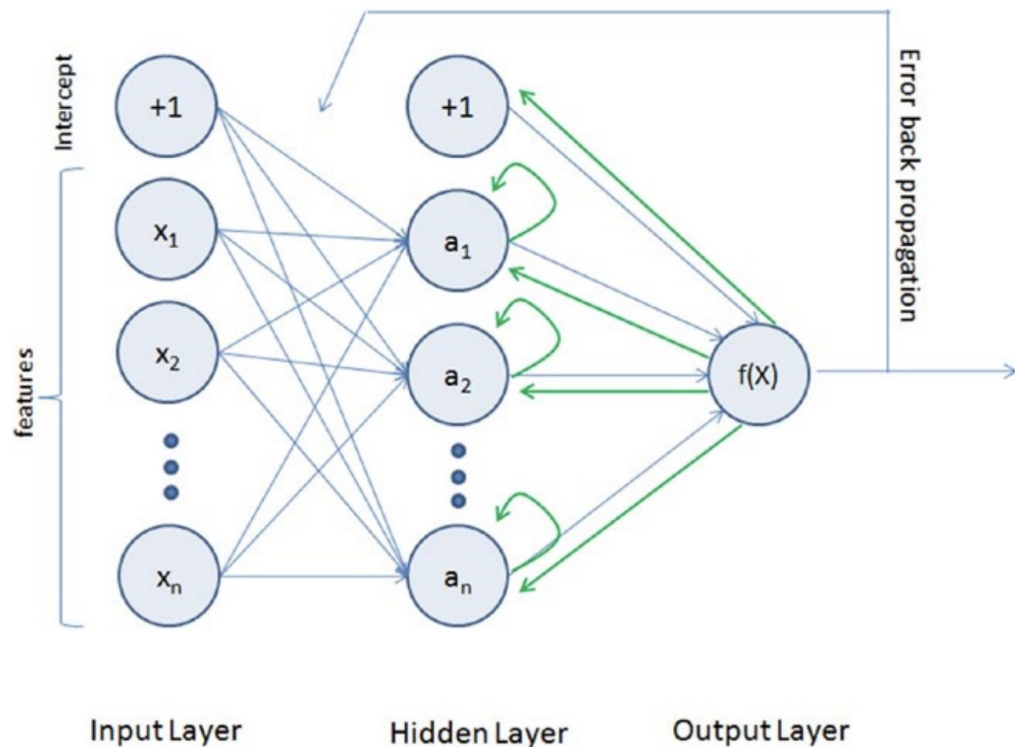 Intercept
features
+1
x₁
x₂
xₙ
+1
a₁
a₂
aₙ
f(X)
Error back propagation
Input Layer
Hidden Layer
Output Layer